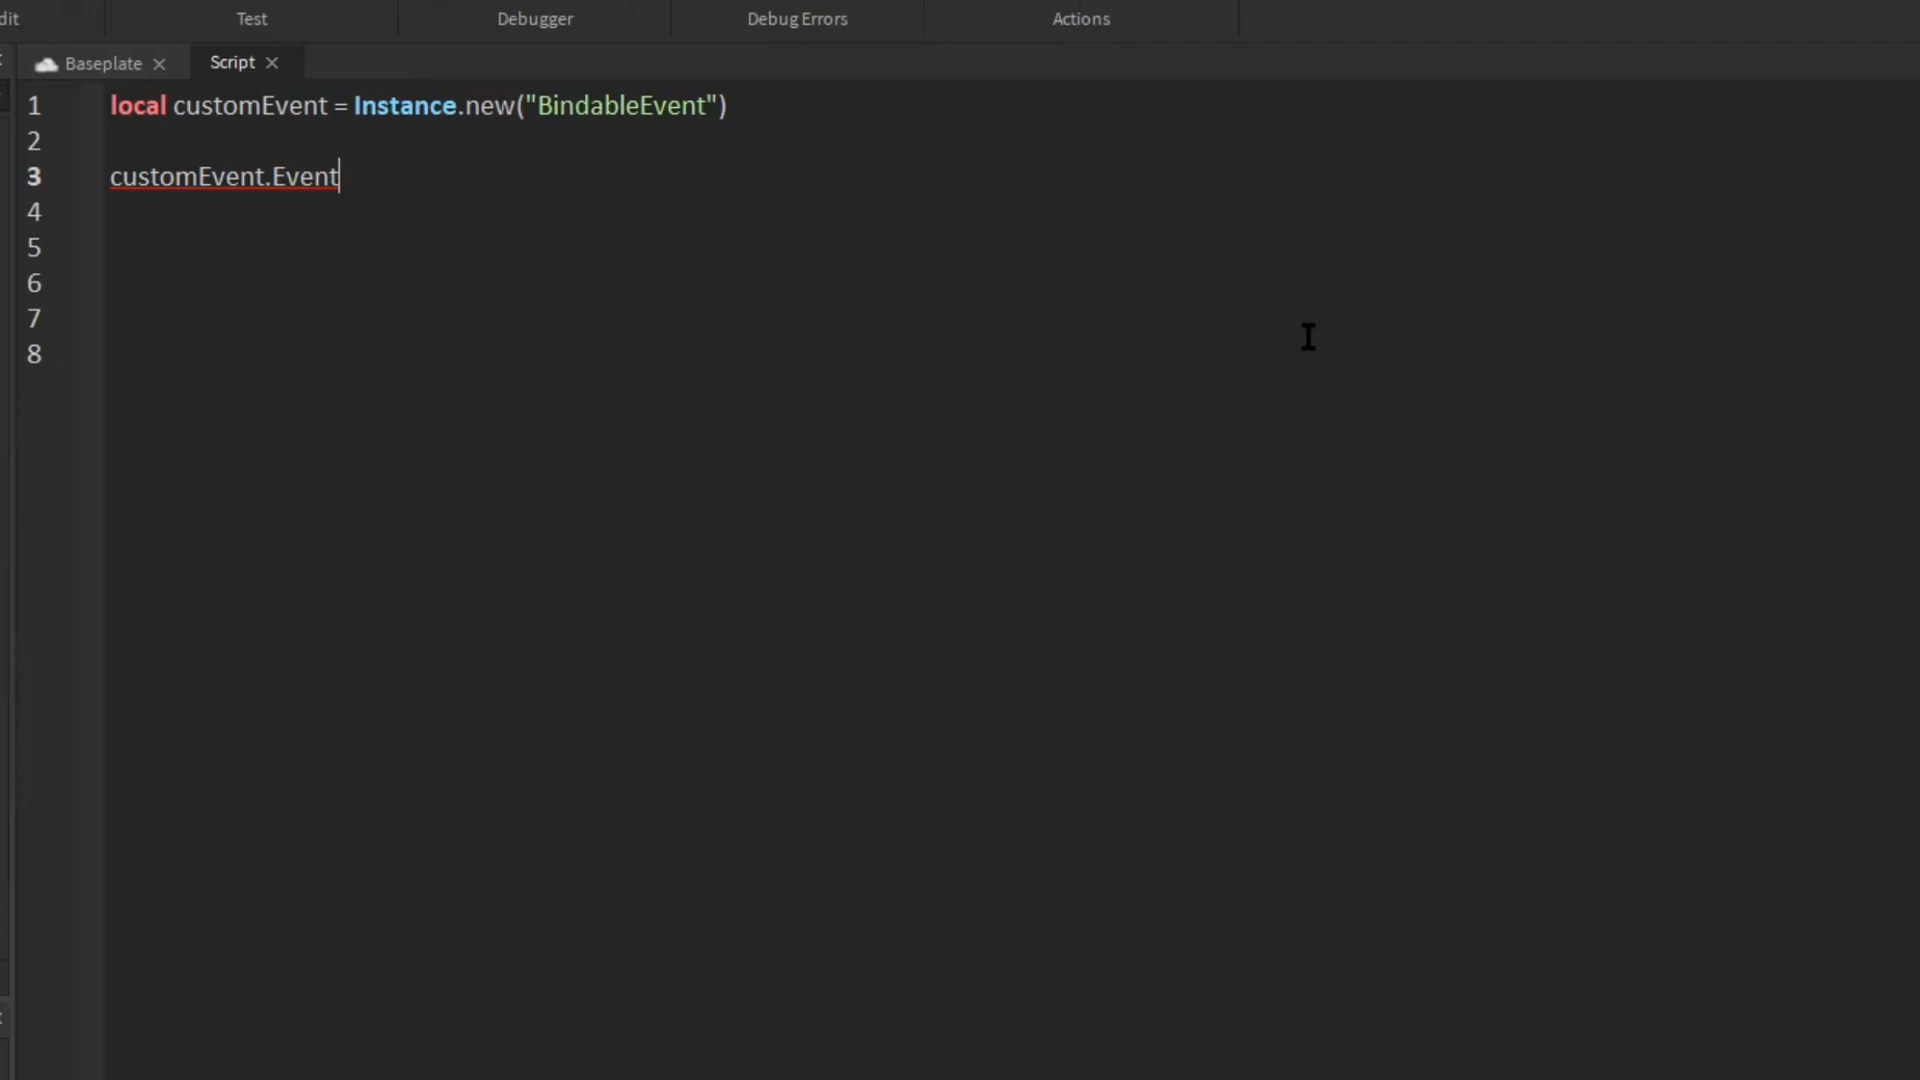 dit Test Debugger Debug Errors Actions
Baseplate Script
1 local customEvent = Instance.new("BindableEvent")
2
3 customEvent.Event
4
5
6
7
8